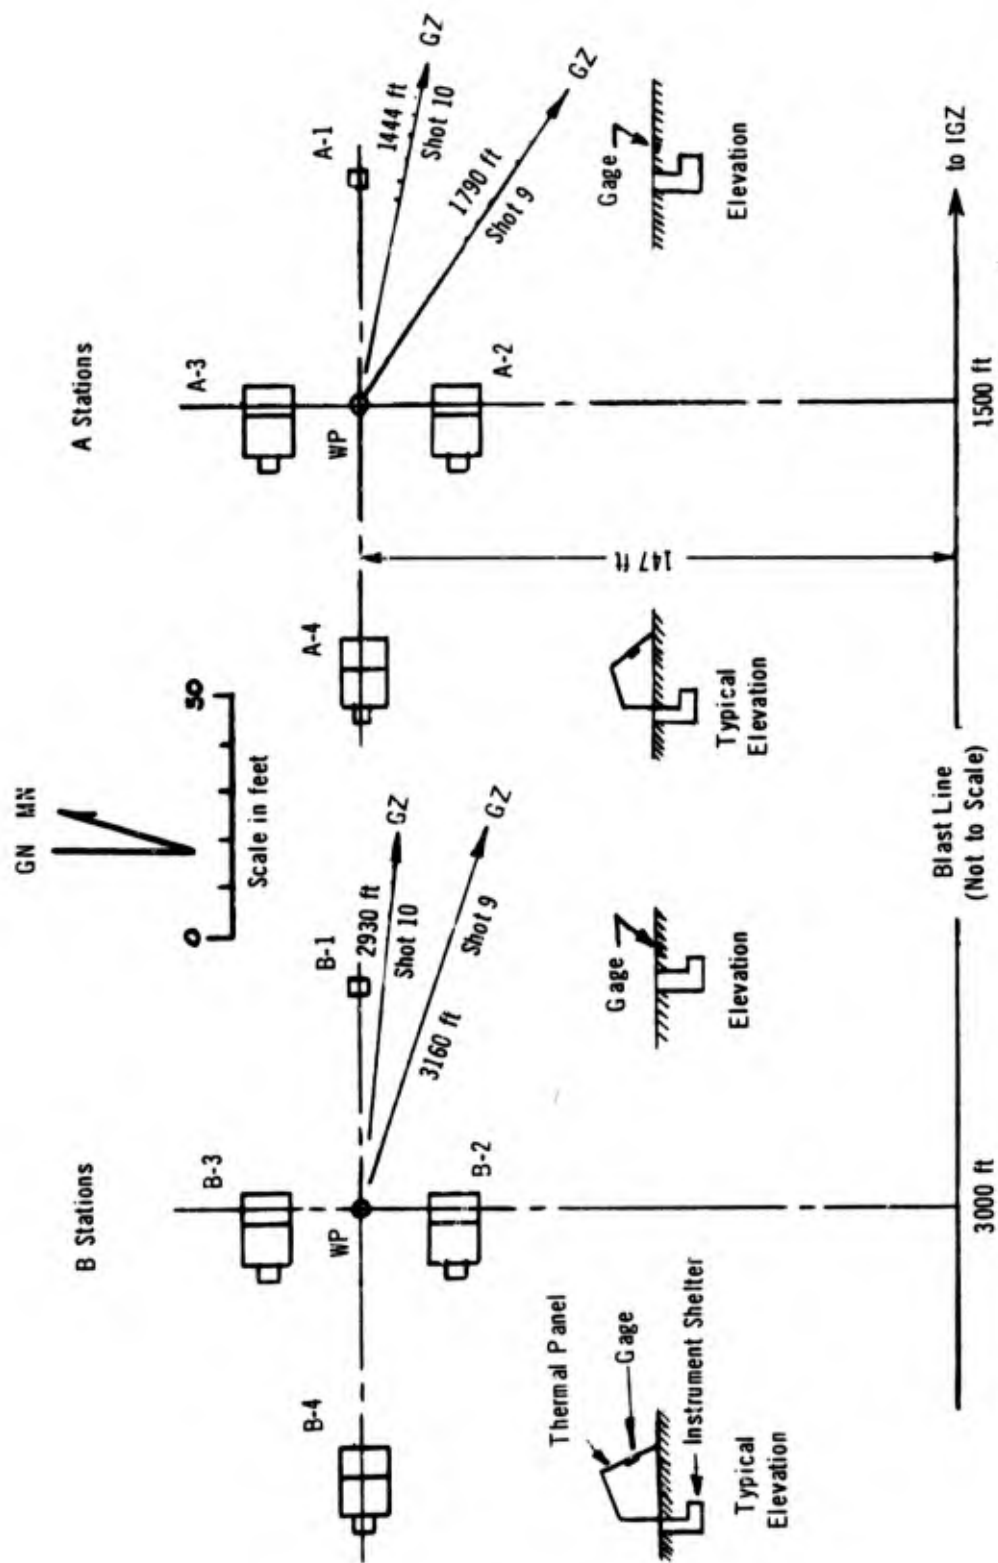 GN MN
0 50
Scale in feet
B Stations
A Stations
B-3
A-3
B-4
WP
B-1
A-4
WP
A-1
2930 ft
Shot 10
GZ
1444 ft
Shot 10
GZ
3160 ft
Shot 9
GZ
1790 ft
Shot 9
GZ
B-2
A-2
147 ft
Thermal Panel
Gage
Instrument Shelter
Typical
Elevation
Gage
Elevation
Typical
Elevation
Gage
Elevation
3000 ft
Blast Line
(Not to Scale)
1500 ft
to IGZ